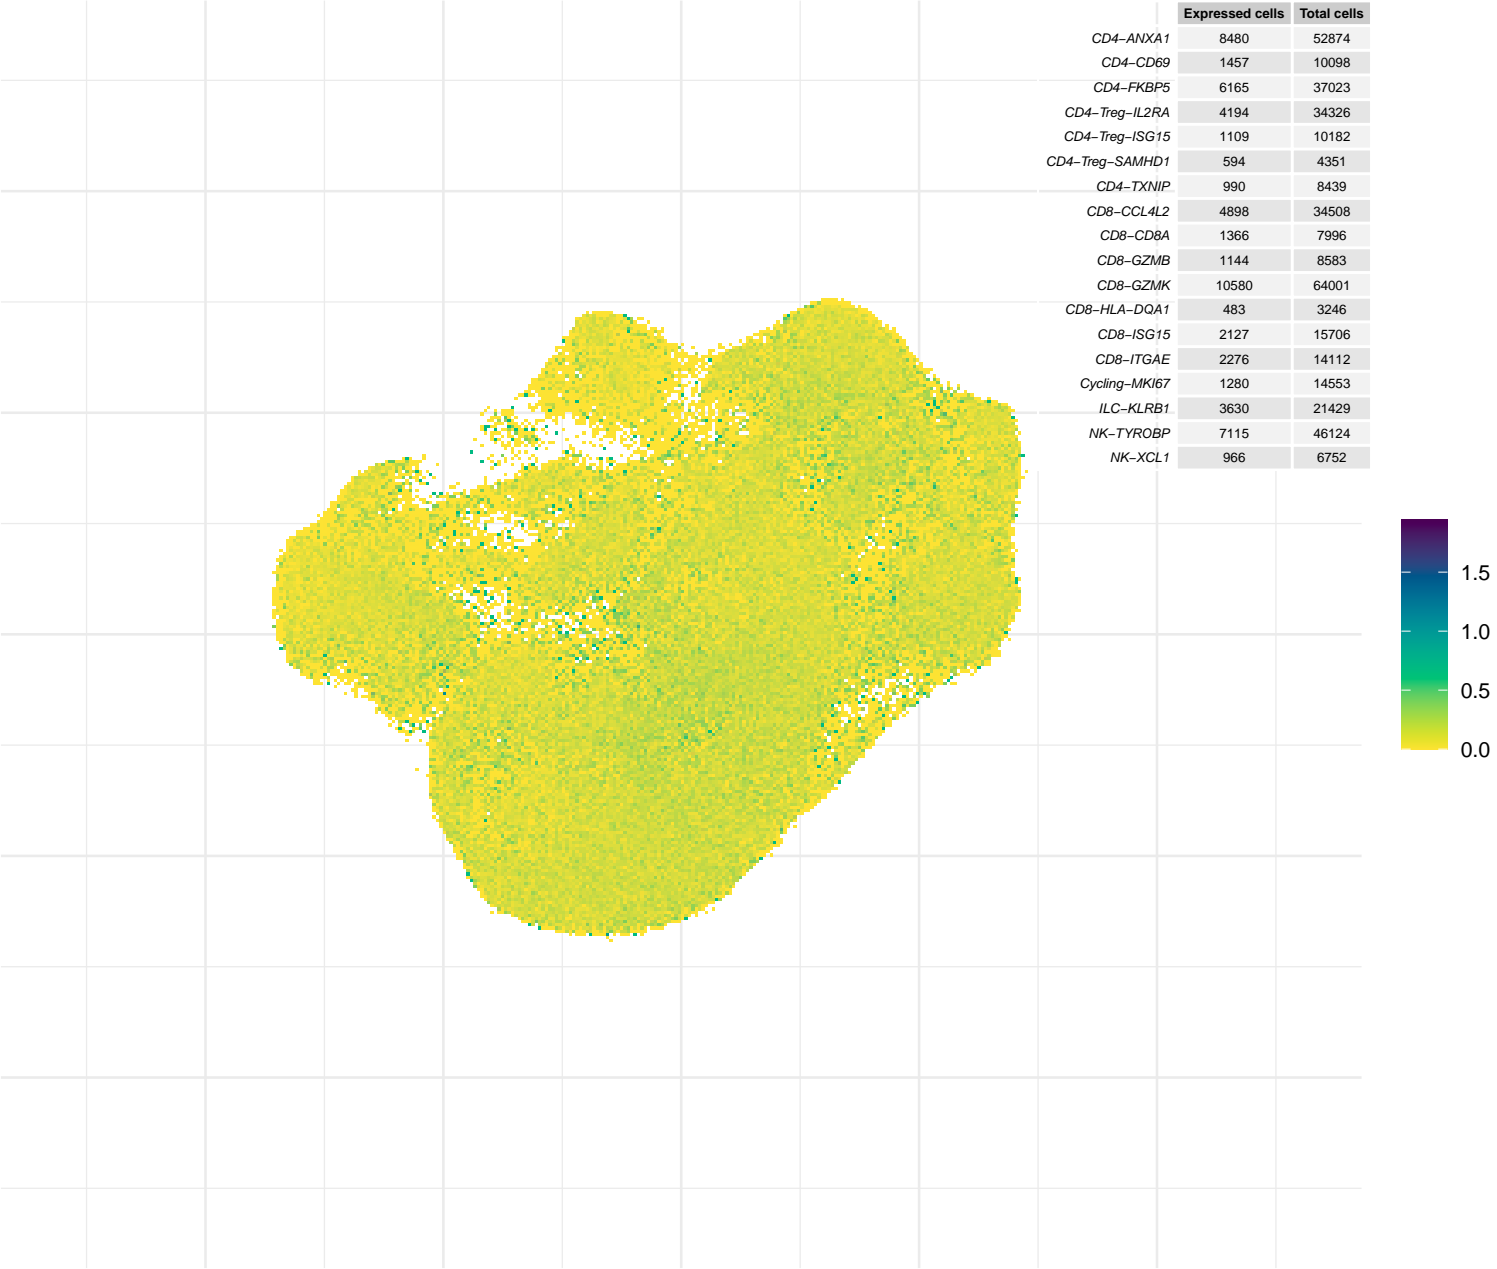 Expressed cells Total cells
CD4−ANXA1 8480 52874
CD4−CD69 1457 10098
CD4−FKBP5 6165 37023
CD4−Treg−IL2RA 4194 34326
CD4−Treg−ISG15 1109 10182
CD4−Treg−SAMHD1 594 4351
CD4−TXNIP 990 8439
CD8−CCL4L2 4898 34508
CD8−CD8A 1366 7996
CD8−GZMB 1144 8583
CD8−GZMK 10580 64001
CD8−HLA−DQA1 483 3246
CD8−ISG15 2127 15706
CD8−ITGAE 2276 14112
Cycling−MKI67 1280 14553
ILC−KLRB1 3630 21429
NK−TYROBP 7115 46124
NK−XCL1 966 6752
1.5
1.0
0.5
0.0